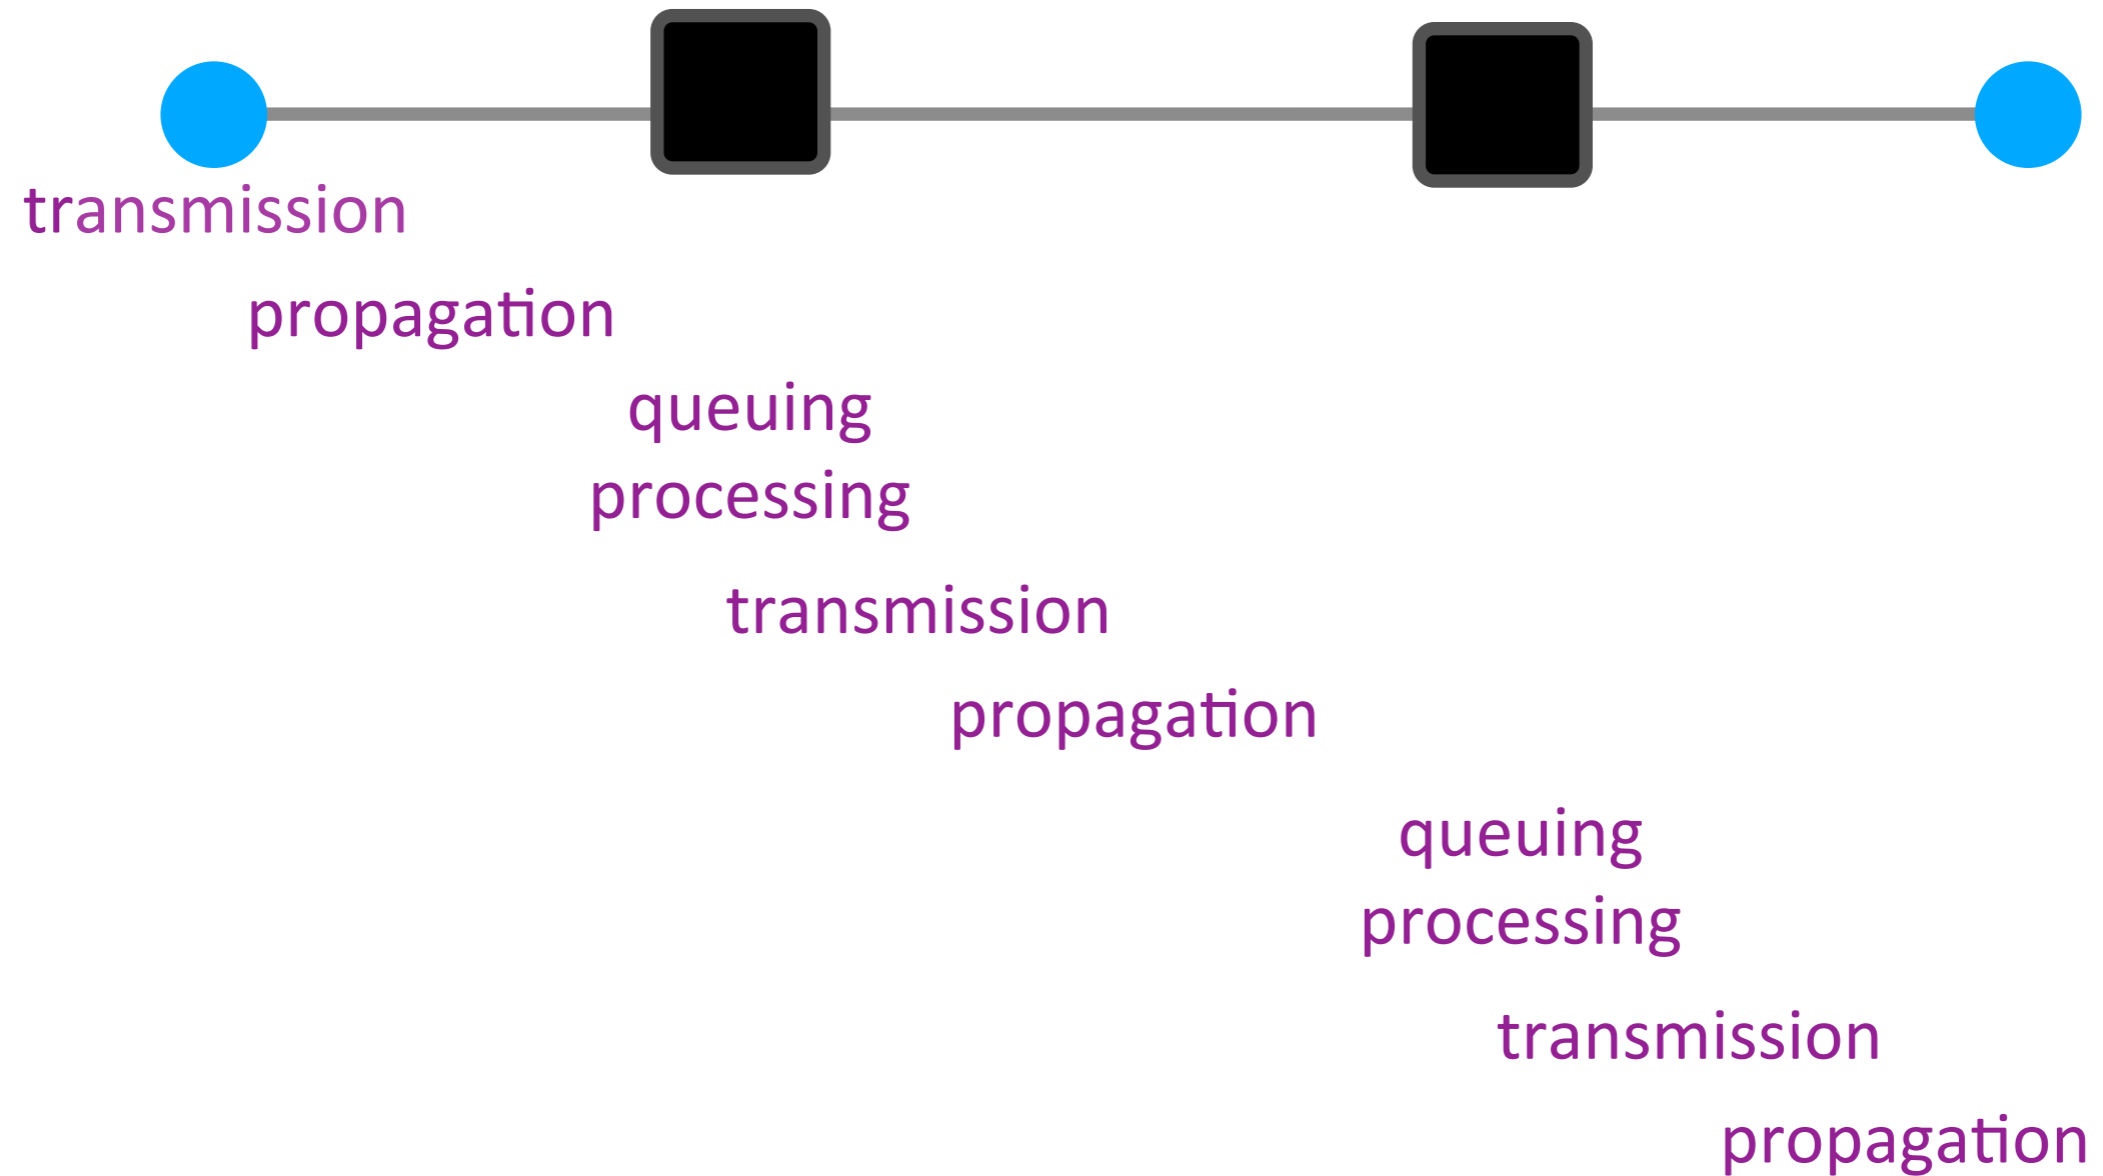 transmission
propagation
queuing
processing
transmission
propagation
queuing
processing
transmission
propagation